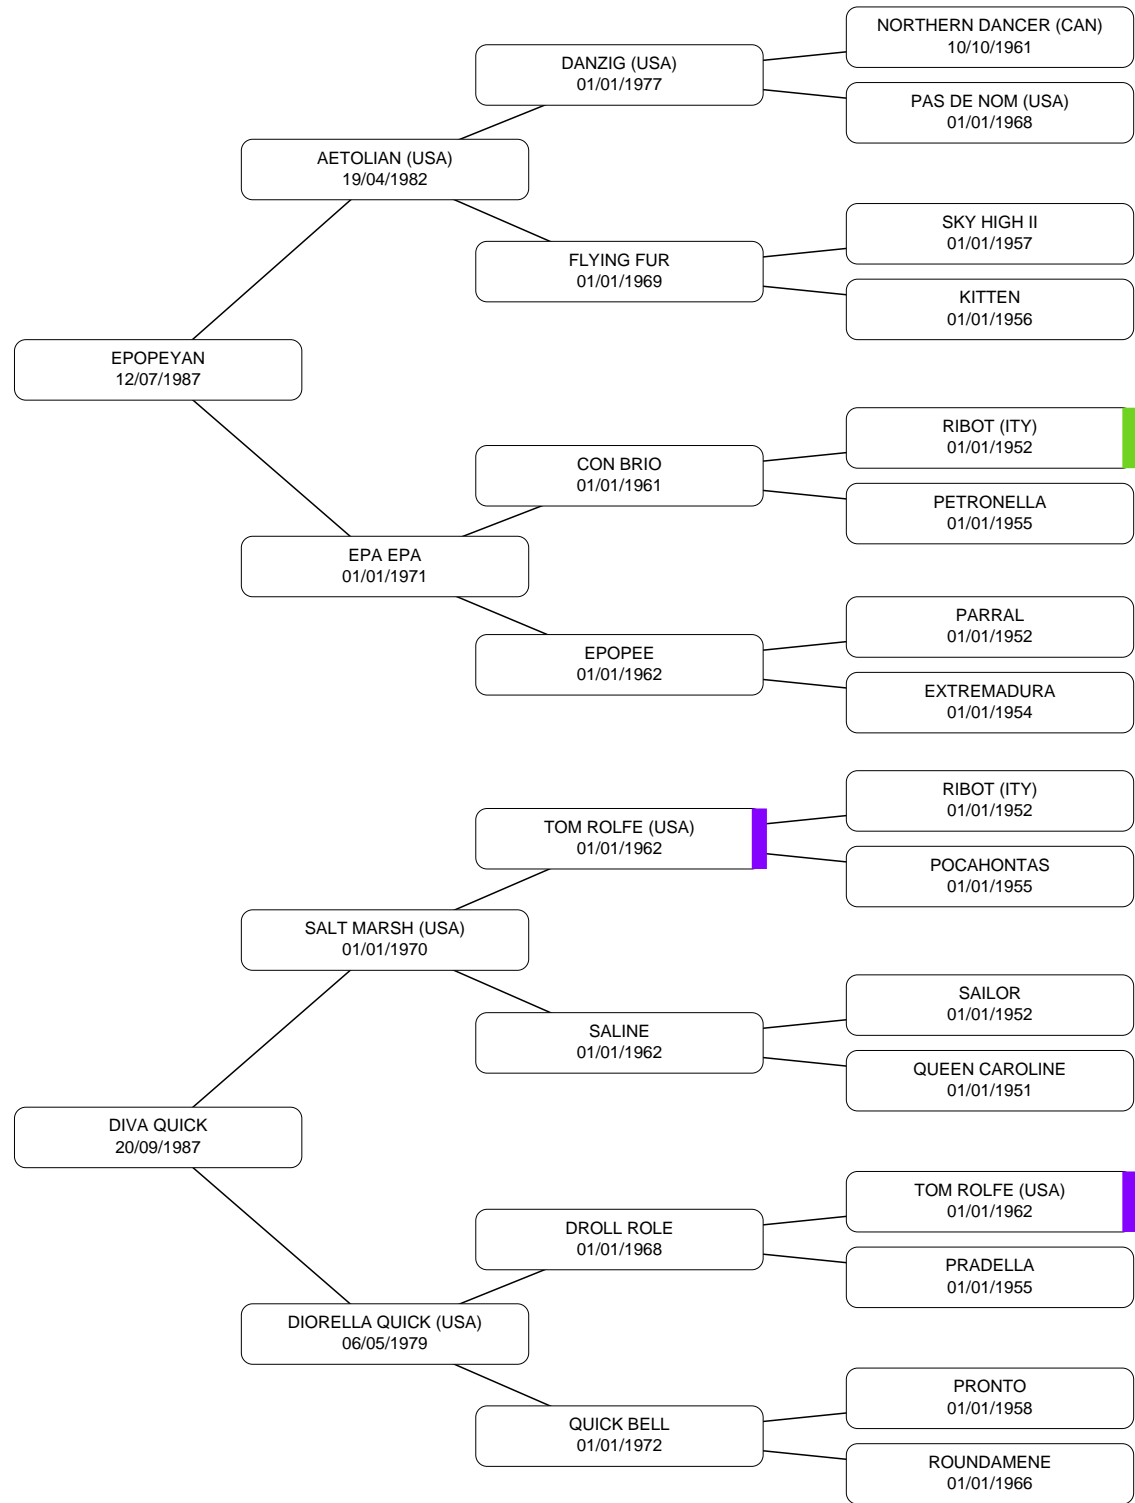 NORTHERN DANCER (CAN)
10/10/1961
DANZIG (USA)
01/01/1977
PAS DE NOM (USA)
01/01/1968
AETOLIAN (USA)
19/04/1982
SKY HIGH II
01/01/1957
FLYING FUR
01/01/1969
KITTEN
01/01/1956
EPOPEYAN
12/07/1987
RIBOT (ITY)
01/01/1952
CON BRIO
01/01/1961
PETRONELLA
01/01/1955
EPA EPA
01/01/1971
PARRAL
01/01/1952
EPOPEE
01/01/1962
EXTREMADURA
01/01/1954
RIBOT (ITY)
01/01/1952
TOM ROLFE (USA)
01/01/1962
POCAHONTAS
01/01/1955
SALT MARSH (USA)
01/01/1970
SAILOR
01/01/1952
SALINE
01/01/1962
QUEEN CAROLINE
01/01/1951
DIVA QUICK
20/09/1987
TOM ROLFE (USA)
01/01/1962
DROLL ROLE
01/01/1968
PRADELLA
01/01/1955
DIORELLA QUICK (USA)
06/05/1979
PRONTO
01/01/1958
QUICK BELL
01/01/1972
ROUNDAMENE
01/01/1966